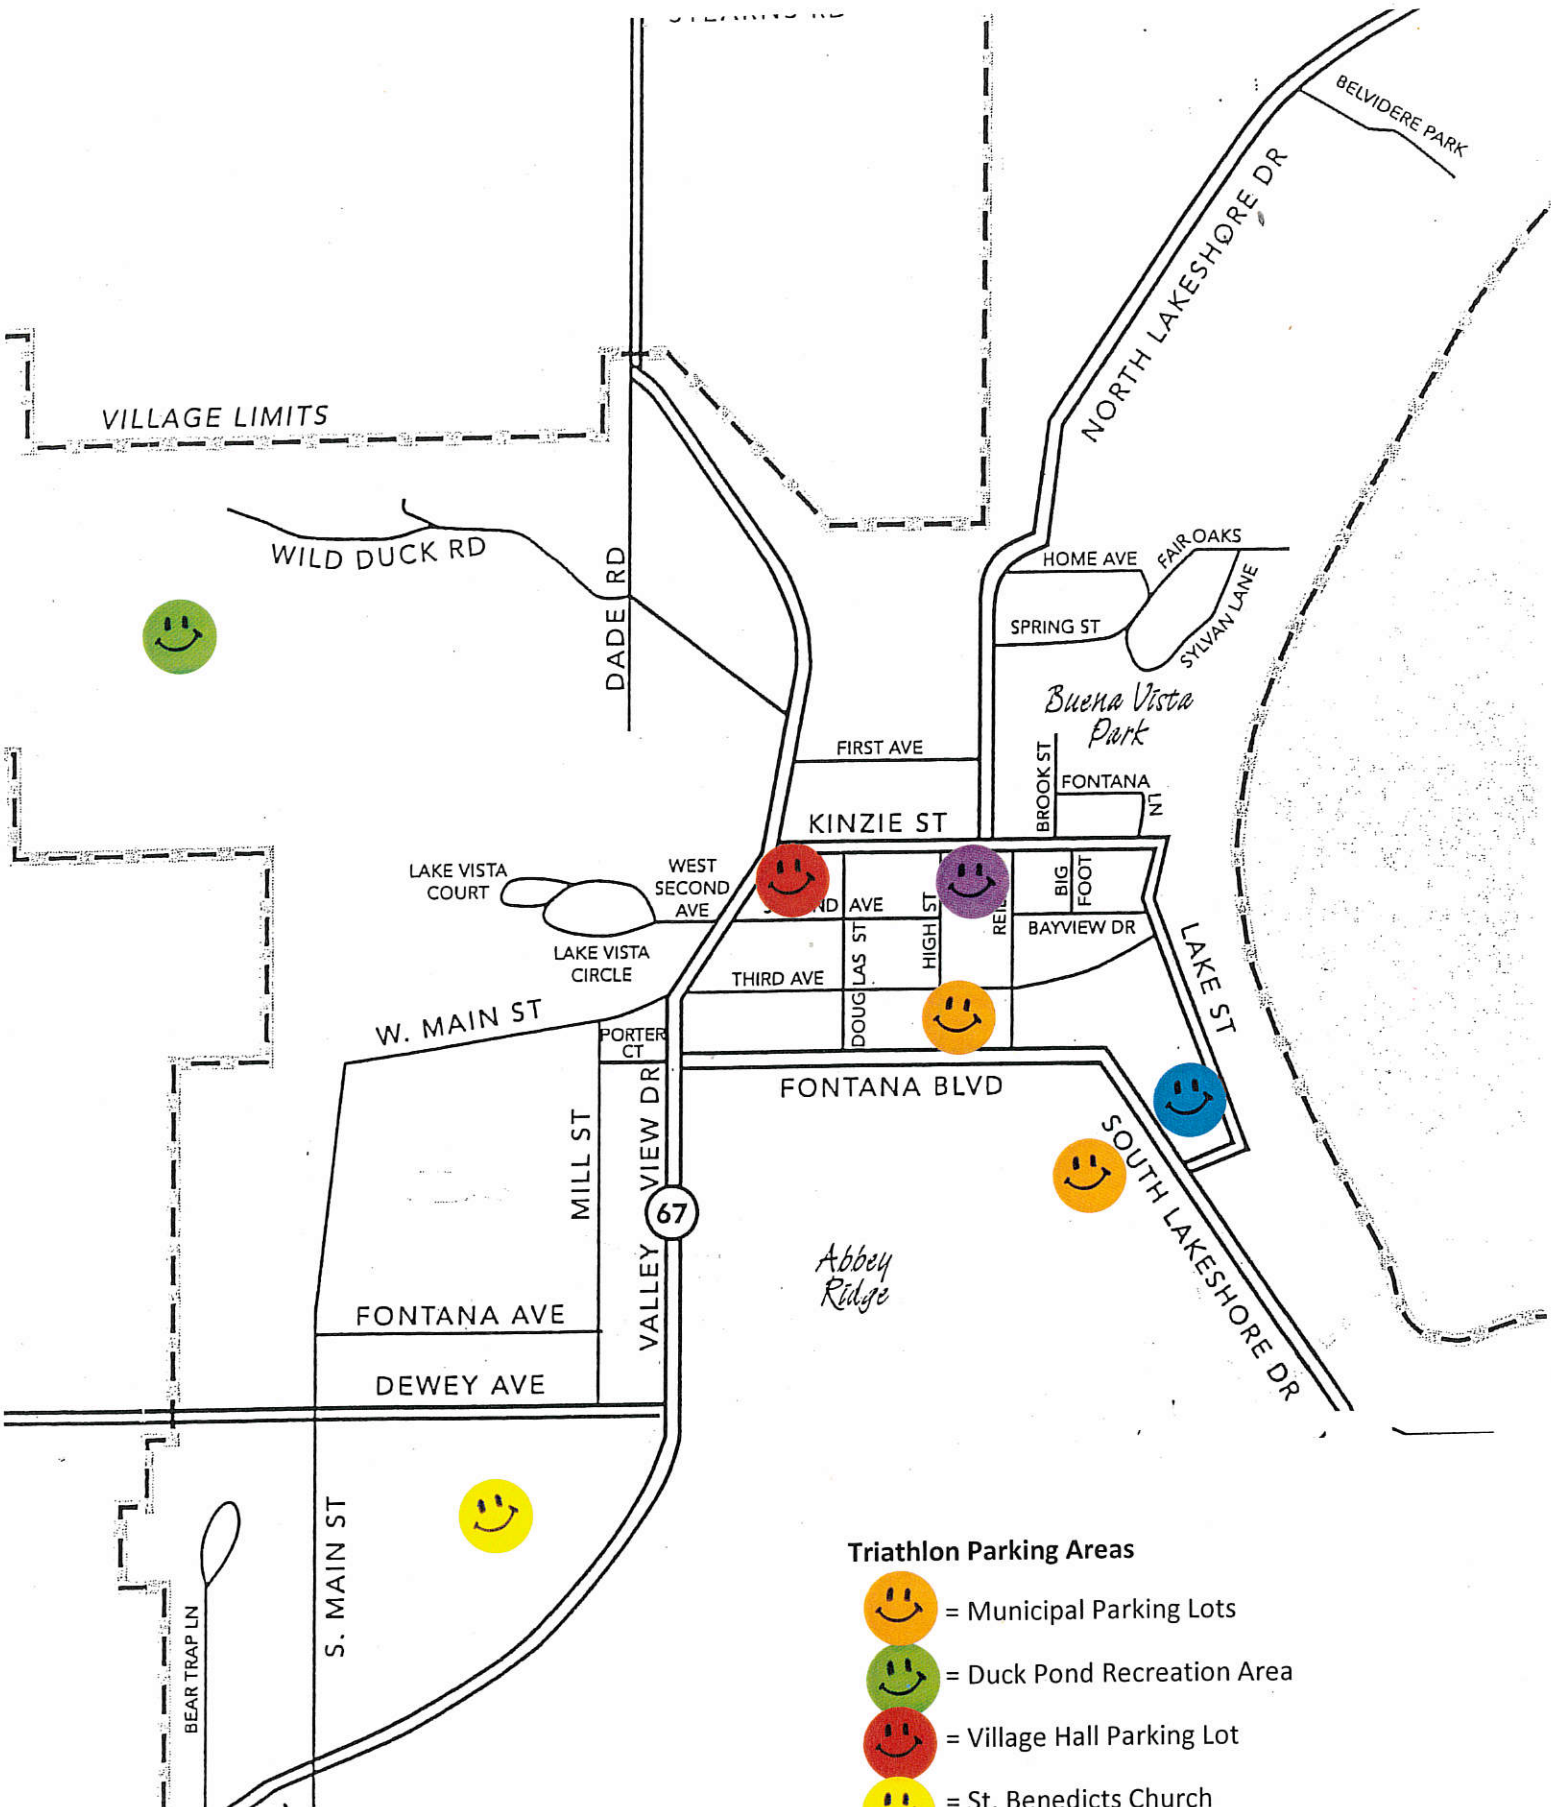 STEARNS RD
BELVIDERE PARK
NORTH LAKESHORE DR
VILLAGE LIMITS
WILD DUCK RD
DADE RD
HOME AVE
FAIR OAKS
SPRING ST
SYLVAN LANE
Buena Vista
Park
FIRST AVE
BROOK ST
FONTANA
LN
KINZIE ST
LAKE VISTA
COURT
WEST
SECOND
AVE
AVE
BIG
FOOT
HIGH ST
BAYVIEW DR
LAKE VISTA
CIRCLE
THIRD AVE
DOUGLAS ST
LAKE ST
W. MAIN ST
PORTER
CT
FONTANA BLVD
MILL ST
VALLEY VIEW DR
67
SOUTH LAKESHORE DR
Abbey
Ridge
FONTANA AVE
DEWEY AVE
S. MAIN ST
BEAR TRAP LN
Triathlon Parking Areas
= Municipal Parking Lots
= Duck Pond Recreation Area
= Village Hall Parking Lot
= St. Benedicts Church